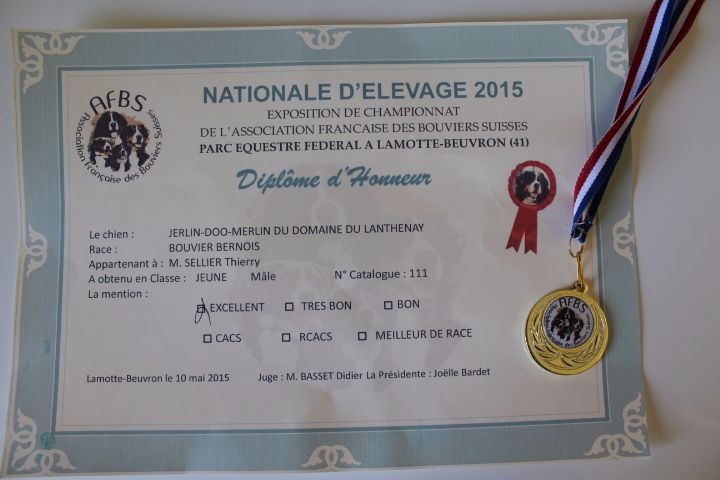 AFBS
Association Française des Bouviers Suisses
NATIONALE D'ELEVAGE 2015
EXPOSITION DE CHAMPIONNAT
DE L'ASSOCIATION FRANCAISE DES BOUVIERS SUISSES
PARC EQUESTRE FEDERAL A LAMOTTE-BEUVRON (41)
Diplôme d'Honneur
Le chien : JERLIN-DOO-MERLIN DU DOMAINE DU LANTHENAY
Race : BOUVIER BERNOIS
Appartenant à : M. SELLIER Thierry
A obtenu en Classe : JEUNE Mâle N° Catalogue : 111
La mention :
EXCELLENT TRES BON BON
CACS RCACS MEILLEUR DE RACE
Lamotte-Beuvron le 10 mai 2015 Juge : M. BASSET Didier La Présidente : Joëlle Bardet
AFBS